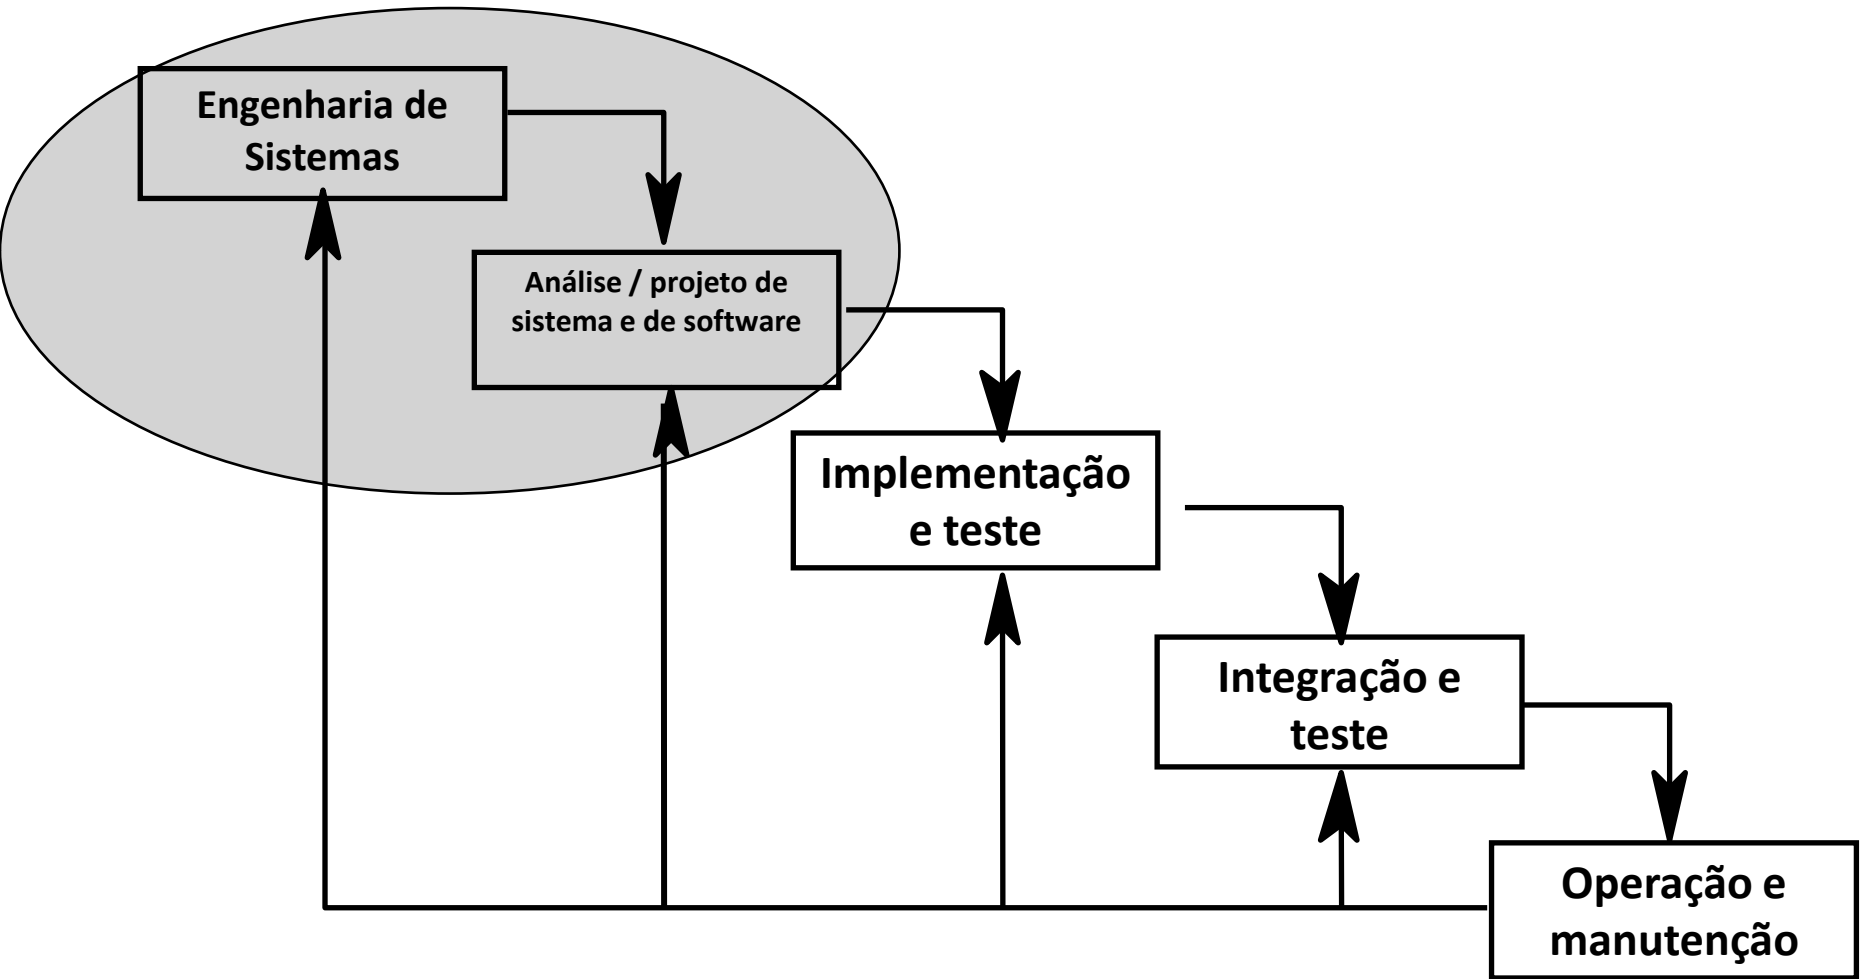 Engenharia de
Sistemas
Análise / projeto de
sistema e de software
Implementação
e teste
Integração e
teste
Operação e
manutenção